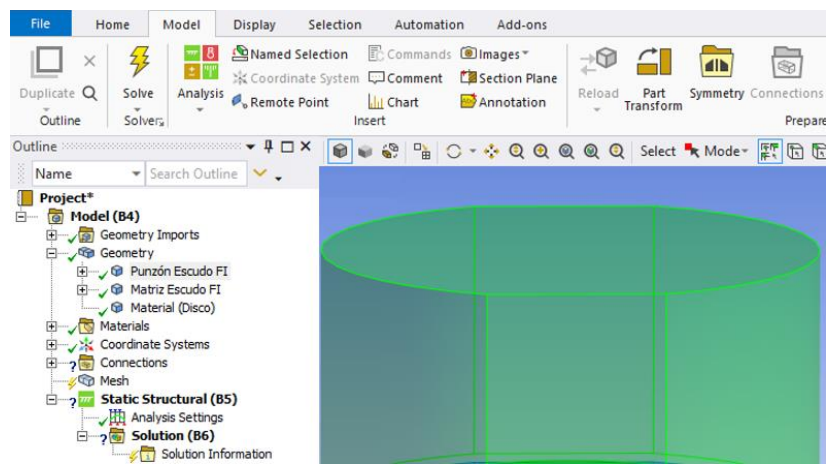 File Home Model Display Selection Automation Add-ons
Duplicate Q Solve Analysis Named Selection Commands Images
Coordinate System Comment Section Plane
Remote Point Chart Annotation
Reload Part Transform Symmetry Connections
Outline Solvers Insert Prepare
Outline
Select Mode
Name Search Outline
Project*
Model (B4)
Geometry Imports
Geometry
Punzón Escudo FI
Matriz Escudo FI
Material (Disco)
Materials
Coordinate Systems
Connections
Mesh
Static Structural (B5)
Analysis Settings
Solution (B6)
Solution Information